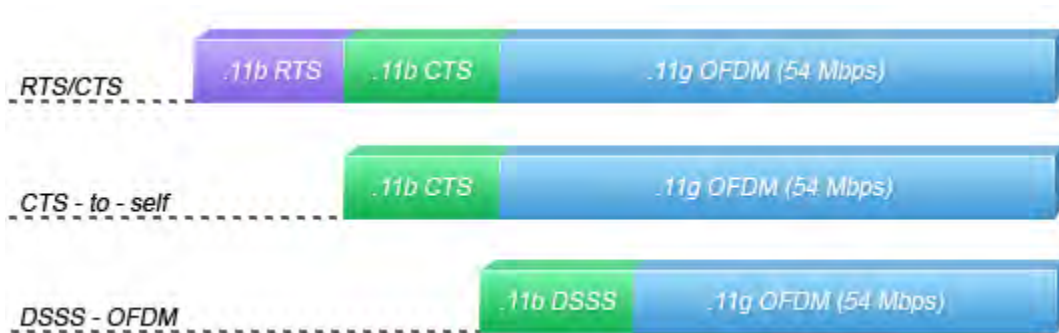 RTS/CTS .11b RTS .11b CTS .11g OFDM (54 Mbps)
CTS - to - self .11b CTS .11g OFDM (54 Mbps)
DSSS - OFDM .11b DSSS .11g OFDM (54 Mbps)